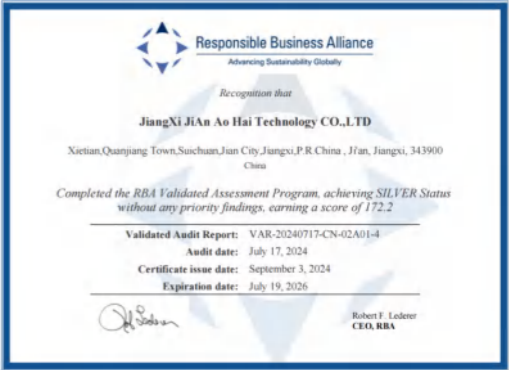 Responsible Business Alliance
Advancing Sustainability Globally
Recognition that
JiangXi JiAn Ao Hai Technology CO.,LTD
Xietian,Quanjiang Town,Suichuan,Jian City,Jiangxi,P.R.China , Ji'an, Jiangxi, 343900
China
Completed the RBA Validated Assessment Program, achieving SILVER Status
without any priority findings, earning a score of 172.2
Validated Audit Report: VAR-20240717-CN-02A01-4
Audit date: July 17, 2024
Certificate issue date: September 3, 2024
Expiration date: July 19, 2026
Robert F. Lederer
CEO, RBA